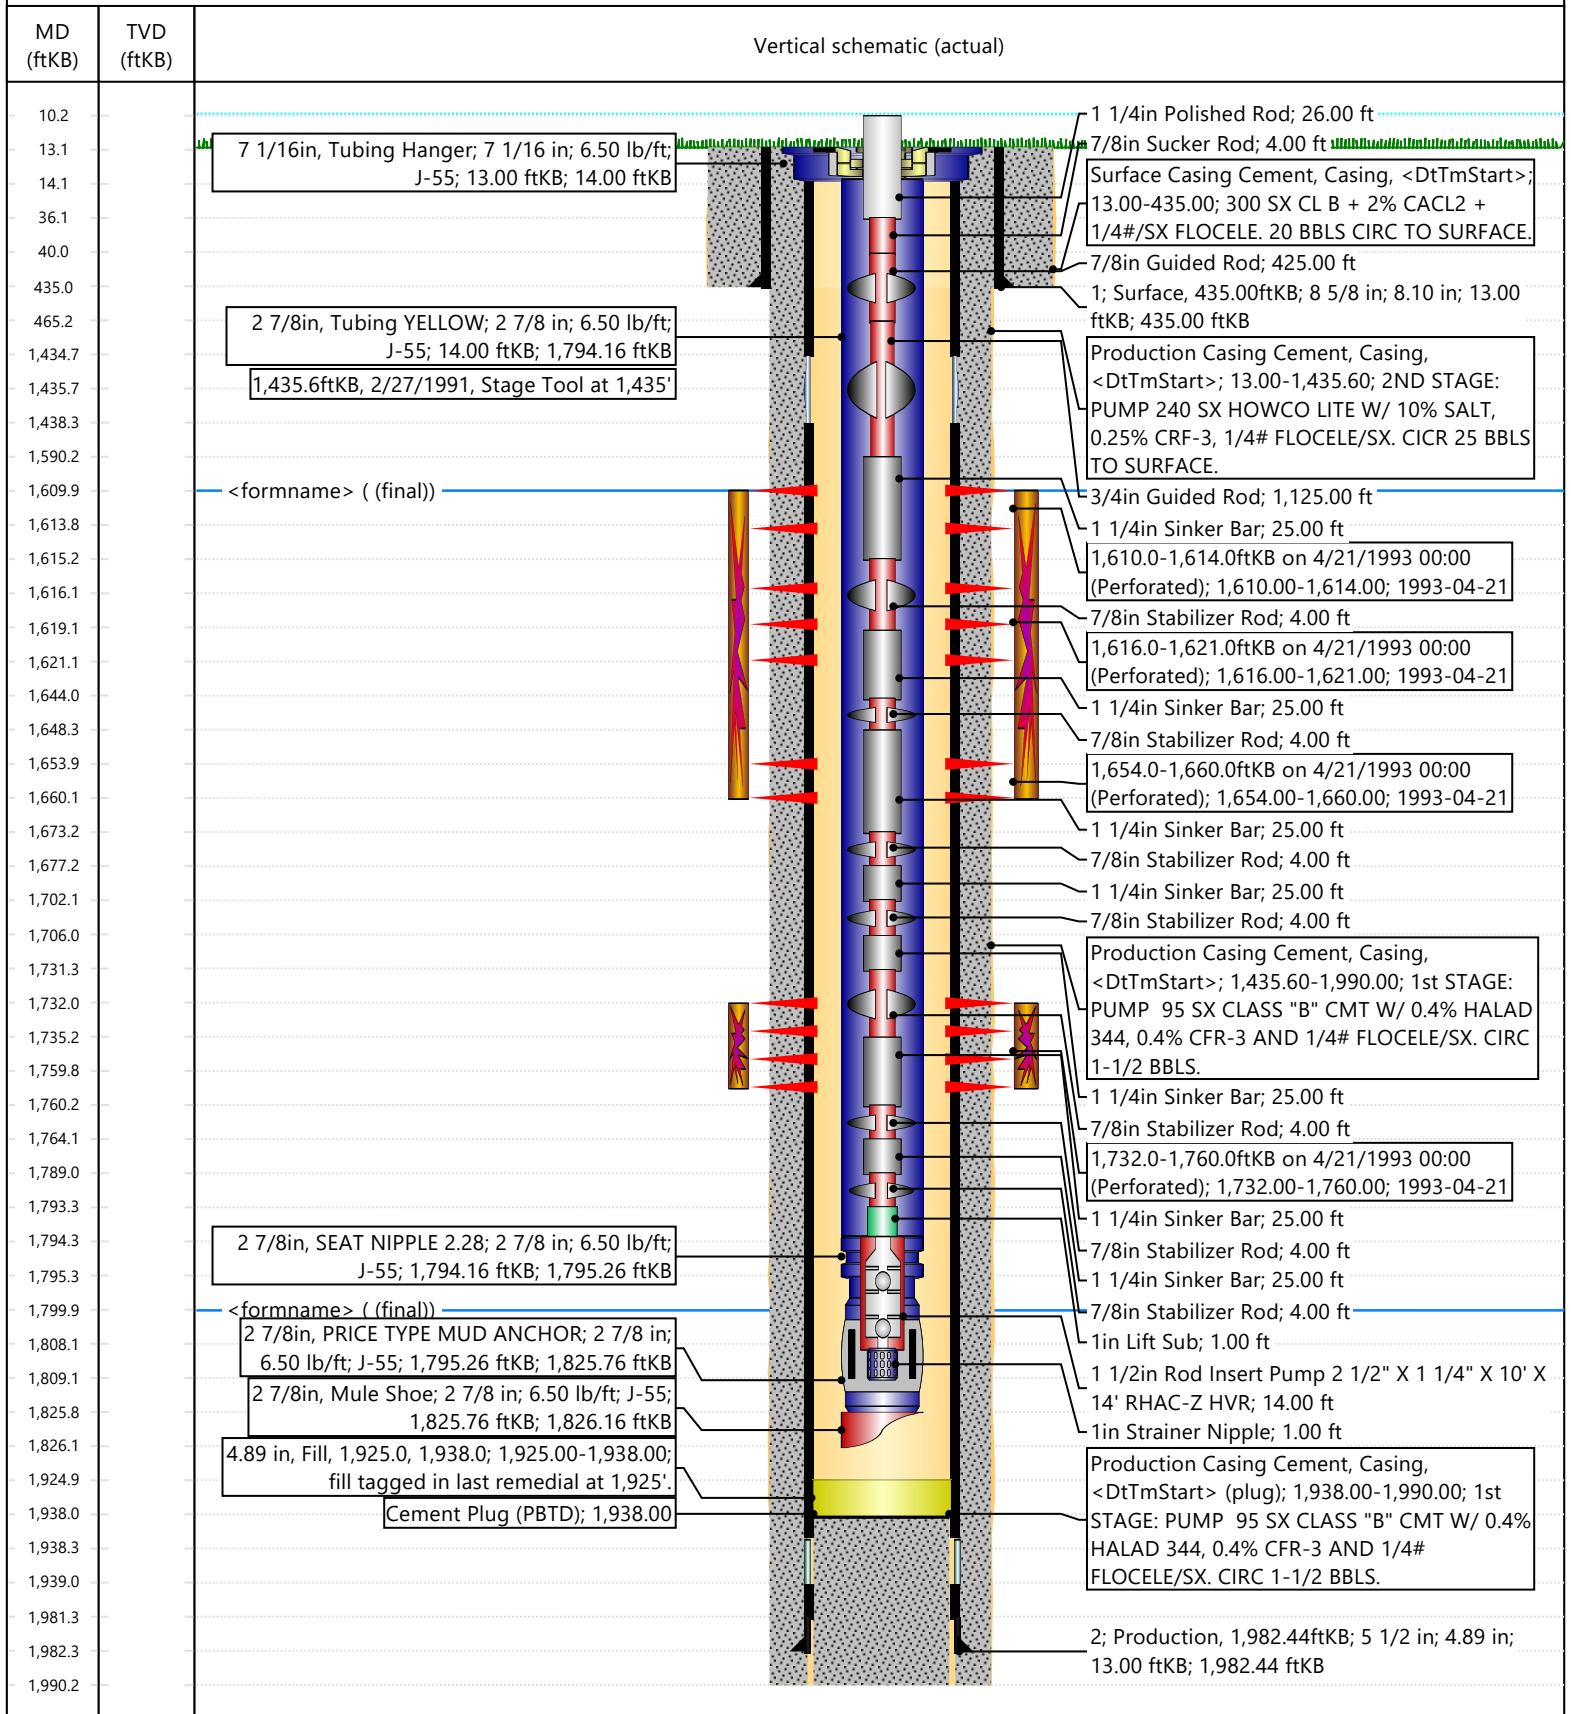 MD
(ftKB)
TVD
(ftKB)
Vertical schematic (actual)
10.2
13.1
14.1
36.1
40.0
435.0
465.2
1,434.7
1,435.7
1,438.3
1,590.2
1,609.9
1,613.8
1,615.2
1,616.1
1,619.1
1,621.1
1,644.0
1,648.3
1,653.9
1,660.1
1,673.2
1,677.2
1,702.1
1,706.0
1,731.3
1,732.0
1,735.2
1,759.8
1,760.2
1,764.1
1,789.0
1,793.3
1,794.3
1,795.3
1,799.9
1,808.1
1,809.1
1,825.8
1,826.1
1,924.9
1,938.0
1,938.3
1,939.0
1,981.3
1,982.3
1,990.2
7 1/16in, Tubing Hanger; 7 1/16 in; 6.50 lb/ft;
J-55; 13.00 ftKB; 14.00 ftKB
2 7/8in, Tubing YELLOW; 2 7/8 in; 6.50 lb/ft;
J-55; 14.00 ftKB; 1,794.16 ftKB
1,435.6ftKB, 2/27/1991, Stage Tool at 1,435'
<formname> ( (final))
2 7/8in, SEAT NIPPLE 2.28; 2 7/8 in; 6.50 lb/ft;
J-55; 1,794.16 ftKB; 1,795.26 ftKB
<formname> ( (final))
2 7/8in, PRICE TYPE MUD ANCHOR; 2 7/8 in;
6.50 lb/ft; J-55; 1,795.26 ftKB; 1,825.76 ftKB
2 7/8in, Mule Shoe; 2 7/8 in; 6.50 lb/ft; J-55;
1,825.76 ftKB; 1,826.16 ftKB
4.89 in, Fill, 1,925.0, 1,938.0; 1,925.00-1,938.00;
fill tagged in last remedial at 1,925'.
Cement Plug (PBTD); 1,938.00
1 1/4in Polished Rod; 26.00 ft
7/8in Sucker Rod; 4.00 ft
Surface Casing Cement, Casing, <DtTmStart>;
13.00-435.00; 300 SX CL B + 2% CACL2 +
1/4#/SX FLOCELE. 20 BBLS CIRC TO SURFACE.
7/8in Guided Rod; 425.00 ft
1; Surface, 435.00ftKB; 8 5/8 in; 8.10 in; 13.00
ftKB; 435.00 ftKB
Production Casing Cement, Casing,
<DtTmStart>; 13.00-1,435.60; 2ND STAGE:
PUMP 240 SX HOWCO LITE W/ 10% SALT,
0.25% CRF-3, 1/4# FLOCELE/SX. CICR 25 BBLS
TO SURFACE.
3/4in Guided Rod; 1,125.00 ft
1 1/4in Sinker Bar; 25.00 ft
1,610.0-1,614.0ftKB on 4/21/1993 00:00
(Perforated); 1,610.00-1,614.00; 1993-04-21
7/8in Stabilizer Rod; 4.00 ft
1,616.0-1,621.0ftKB on 4/21/1993 00:00
(Perforated); 1,616.00-1,621.00; 1993-04-21
1 1/4in Sinker Bar; 25.00 ft
7/8in Stabilizer Rod; 4.00 ft
1,654.0-1,660.0ftKB on 4/21/1993 00:00
(Perforated); 1,654.00-1,660.00; 1993-04-21
1 1/4in Sinker Bar; 25.00 ft
7/8in Stabilizer Rod; 4.00 ft
1 1/4in Sinker Bar; 25.00 ft
7/8in Stabilizer Rod; 4.00 ft
Production Casing Cement, Casing,
<DtTmStart>; 1,435.60-1,990.00; 1st STAGE:
PUMP  95 SX CLASS "B" CMT W/ 0.4% HALAD
344, 0.4% CFR-3 AND 1/4# FLOCELE/SX. CIRC
1-1/2 BBLS.
1 1/4in Sinker Bar; 25.00 ft
7/8in Stabilizer Rod; 4.00 ft
1,732.0-1,760.0ftKB on 4/21/1993 00:00
(Perforated); 1,732.00-1,760.00; 1993-04-21
1 1/4in Sinker Bar; 25.00 ft
7/8in Stabilizer Rod; 4.00 ft
1 1/4in Sinker Bar; 25.00 ft
7/8in Stabilizer Rod; 4.00 ft
1in Lift Sub; 1.00 ft
1 1/2in Rod Insert Pump 2 1/2" X 1 1/4" X 10' X
14' RHAC-Z HVR; 14.00 ft
1in Strainer Nipple; 1.00 ft
Production Casing Cement, Casing,
<DtTmStart> (plug); 1,938.00-1,990.00; 1st
STAGE: PUMP  95 SX CLASS "B" CMT W/ 0.4%
HALAD 344, 0.4% CFR-3 AND 1/4#
FLOCELE/SX. CIRC 1-1/2 BBLS.
2; Production, 1,982.44ftKB; 5 1/2 in; 4.89 in;
13.00 ftKB; 1,982.44 ftKB